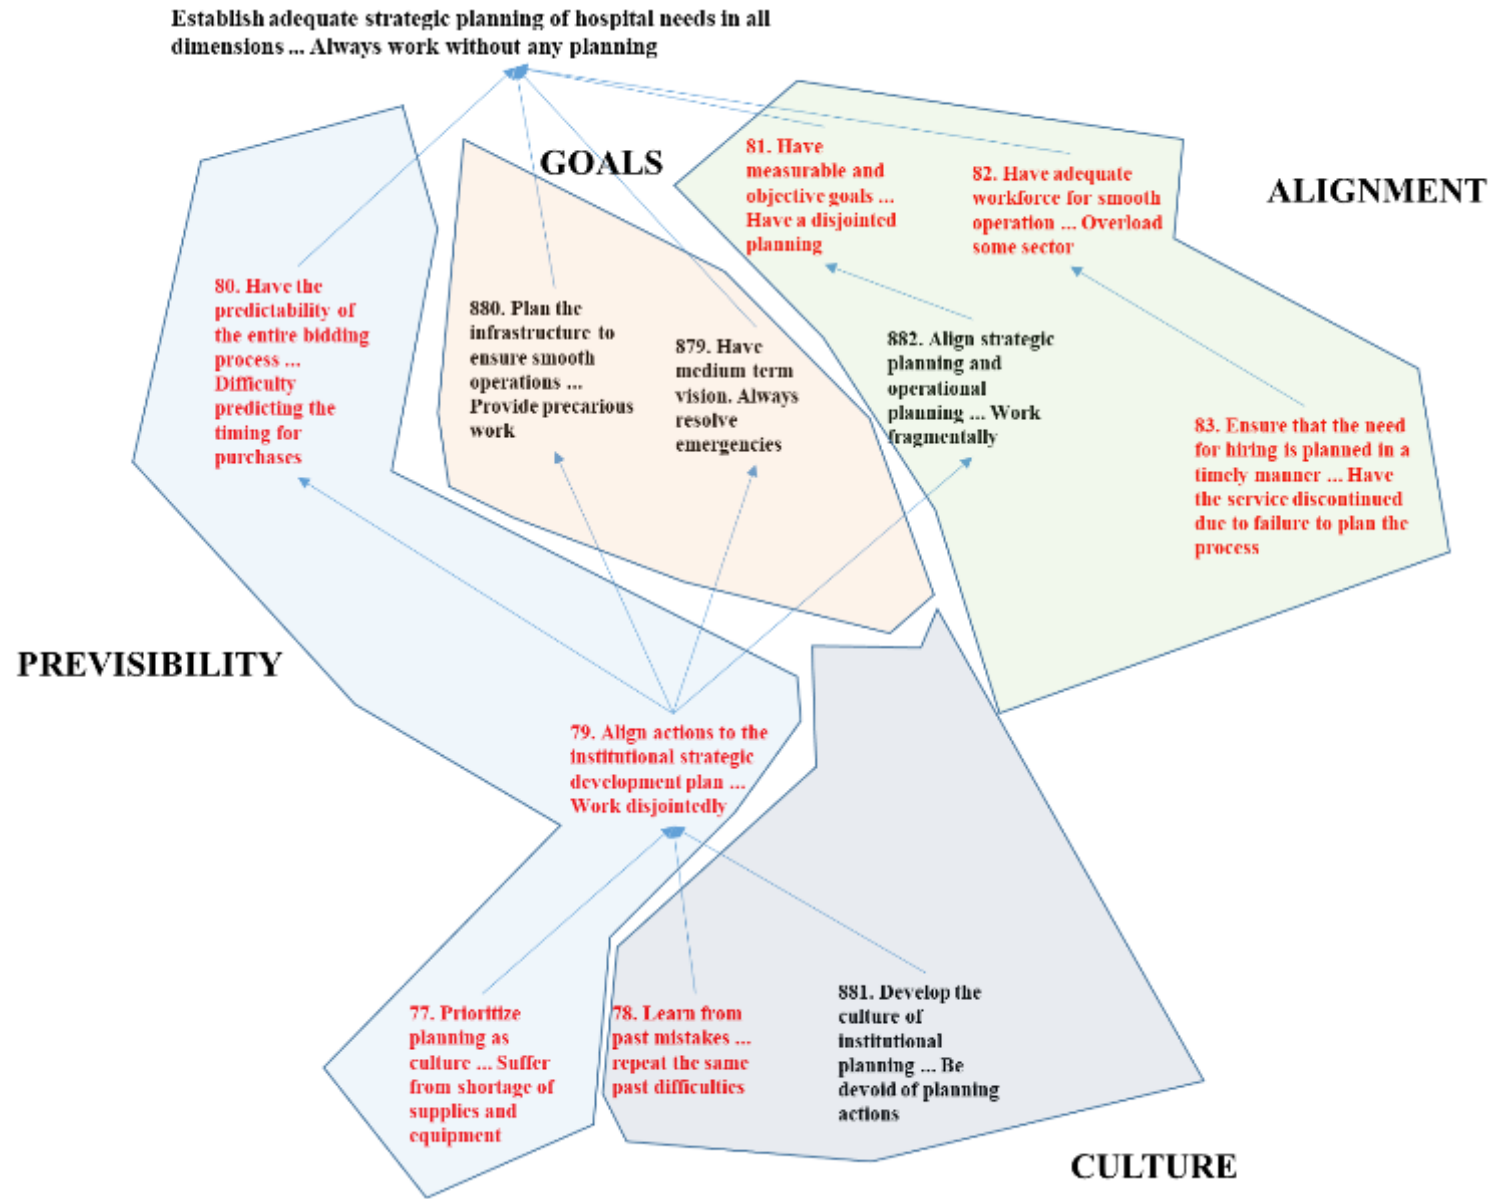 Establish adequate strategic planning of hospital needs in all
dimensions ... Always work without any planning
GOALS
ALIGNMENT
81. Have
measurable and
objective goals ...
Have a disjointed
planning
82. Have adequate
workforce for smooth
operation ... Overload
some sector
80. Have the
predictability of
the entire bidding
process ...
Difficulty
predicting the
timing for
purchases
880. Plan the
infrastructure to
ensure smooth
operations ...
Provide precarious
work
879. Have
medium term
vision. Always
resolve
emergencies
882. Align strategic
planning and
operational
planning ... Work
fragmentally
83. Ensure that the need
for hiring is planned in a
timely manner ... Have
the service discontinued
due to failure to plan the
process
PREVISIBILITY
79. Align actions to the
institutional strategic
development plan ...
Work disjointedly
77. Prioritize
planning as
culture ... Suffer
from shortage of
supplies and
equipment
78. Learn from
past mistakes ...
repeat the same
past difficulties
881. Develop the
culture of
institutional
planning ... Be
devoid of planning
actions
CULTURE